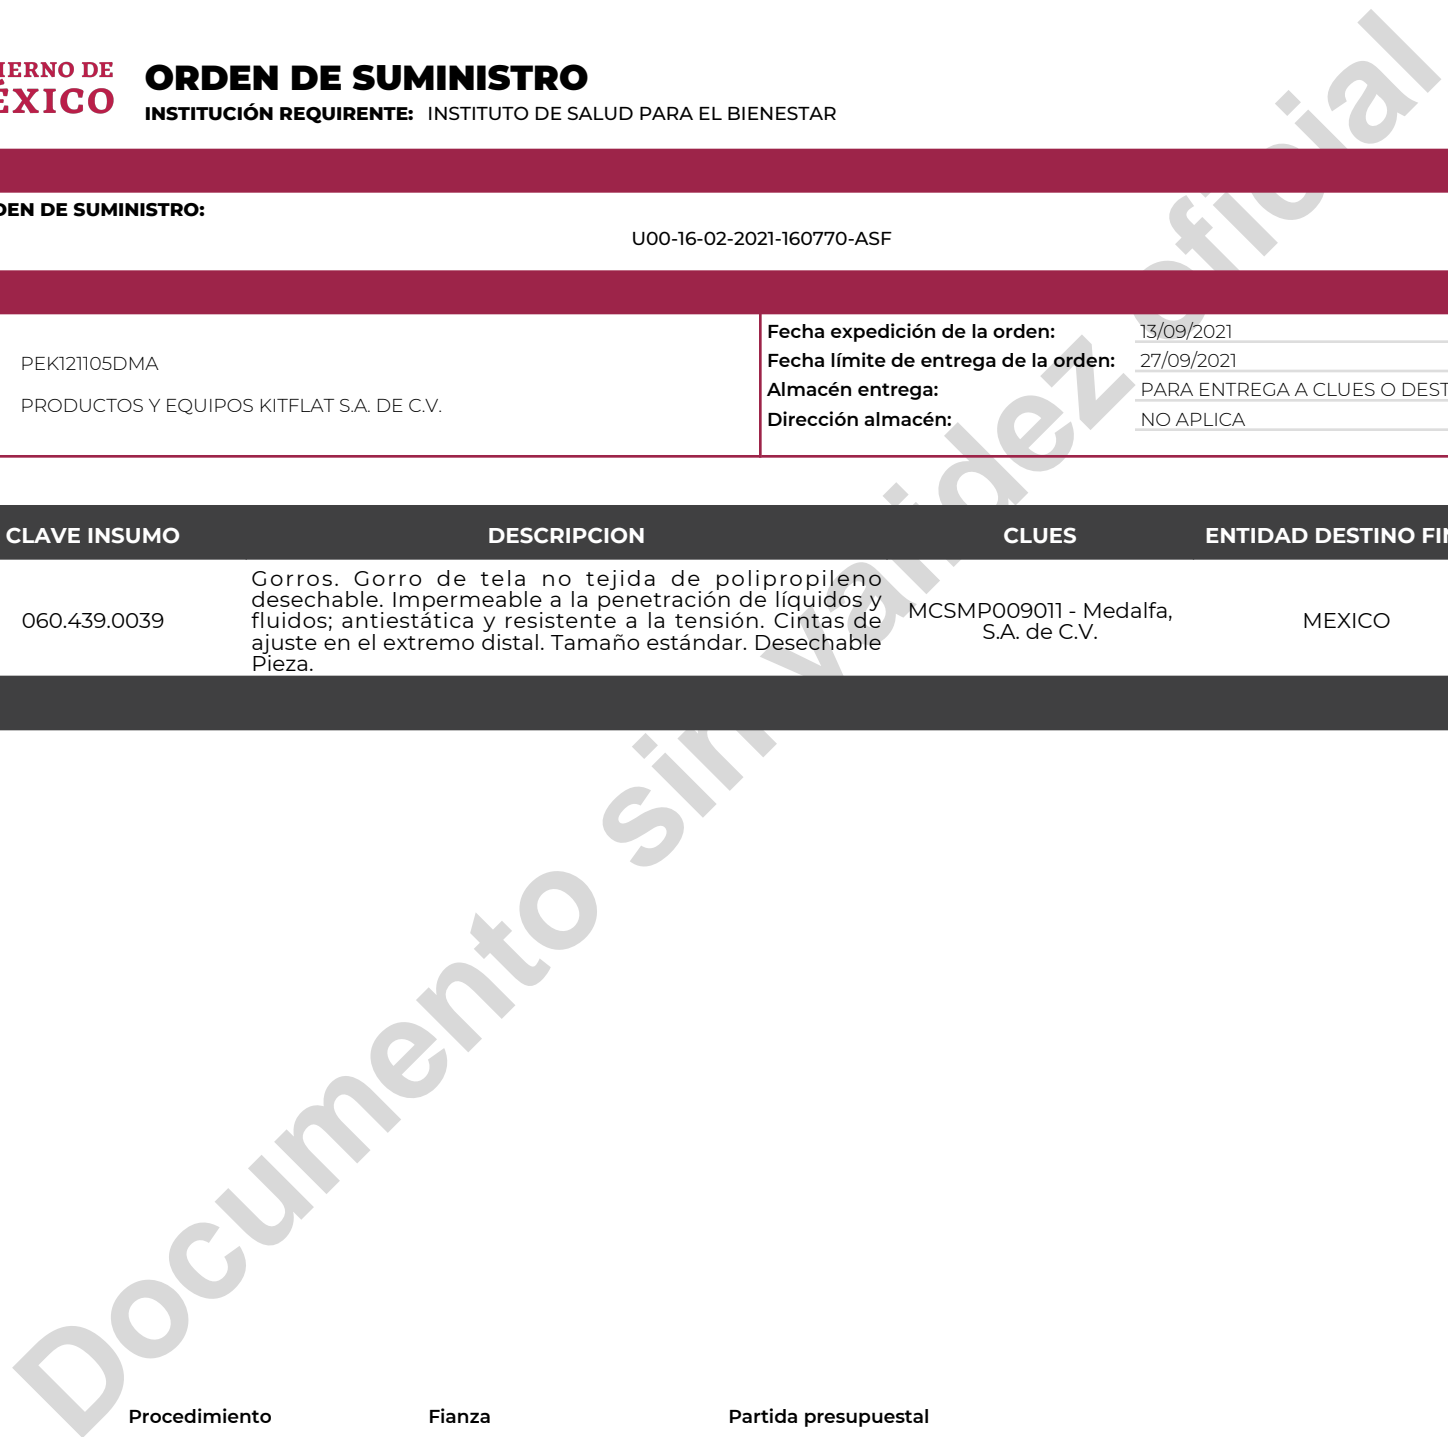 IERNO DE
ÉXICO
ORDEN DE SUMINISTRO
INSTITUCIÓN REQUIRENTE: INSTITUTO DE SALUD PARA EL BIENESTAR
DEN DE SUMINISTRO:
U00-16-02-2021-160770-ASF
PEK121105DMA
PRODUCTOS Y EQUIPOS KITFLAT S.A. DE C.V.
Fecha expedición de la orden: 13/09/2021
Fecha límite de entrega de la orden: 27/09/2021
Almacén entrega: PARA ENTREGA A CLUES O DEST
Dirección almacén: NO APLICA
CLAVE INSUMO DESCRIPCION CLUES ENTIDAD DESTINO FIN
060.439.0039
Gorros. Gorro de tela no tejida de polipropileno
desechable. Impermeable a la penetración de líquidos y
fluidos; antiestática y resistente a la tensión. Cintas de
ajuste en el extremo distal. Tamaño estándar. Desechable
Pieza.
MCSMP009011 - Medalfa,
S.A. de C.V.
MEXICO
Documento sin validez oficial
Procedimiento Fianza Partida presupuestal